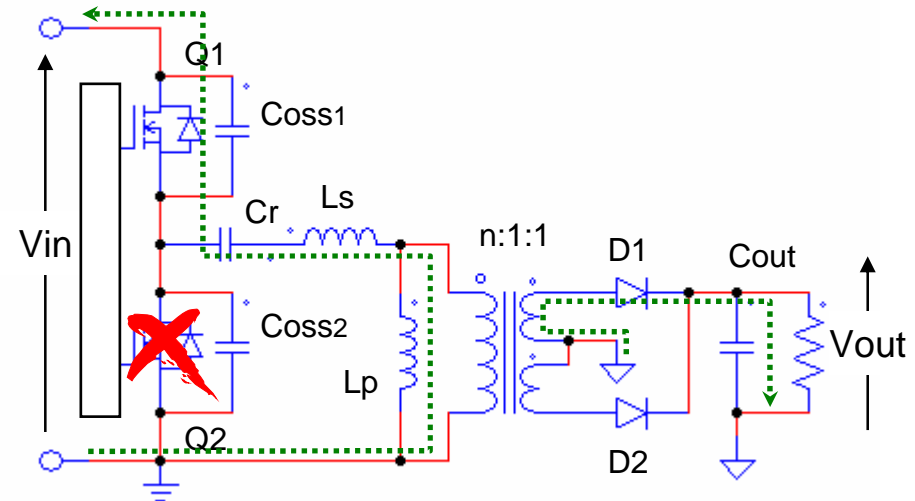 Q1
Coss1
Cr
Ls
n:1:1
D1
Cout
Vin
Coss2
Lp
Vout
Q2
D2